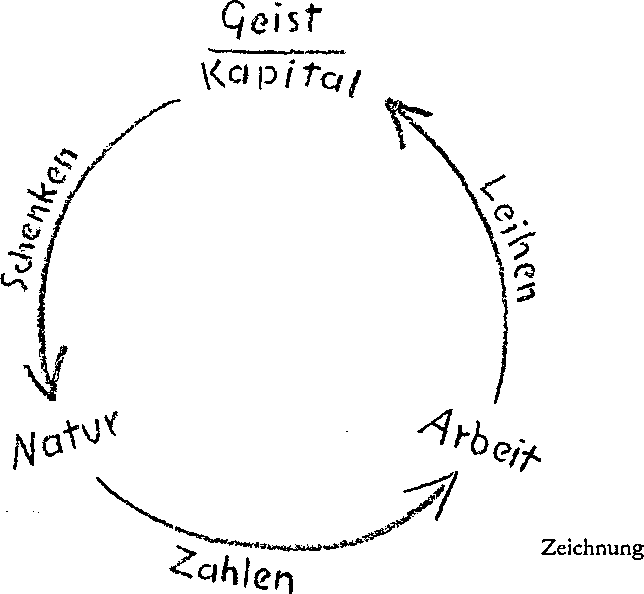 Geist
Kapital
Schenken
Leihen
Natur
Arbeit
Zahlen
Zeichnung